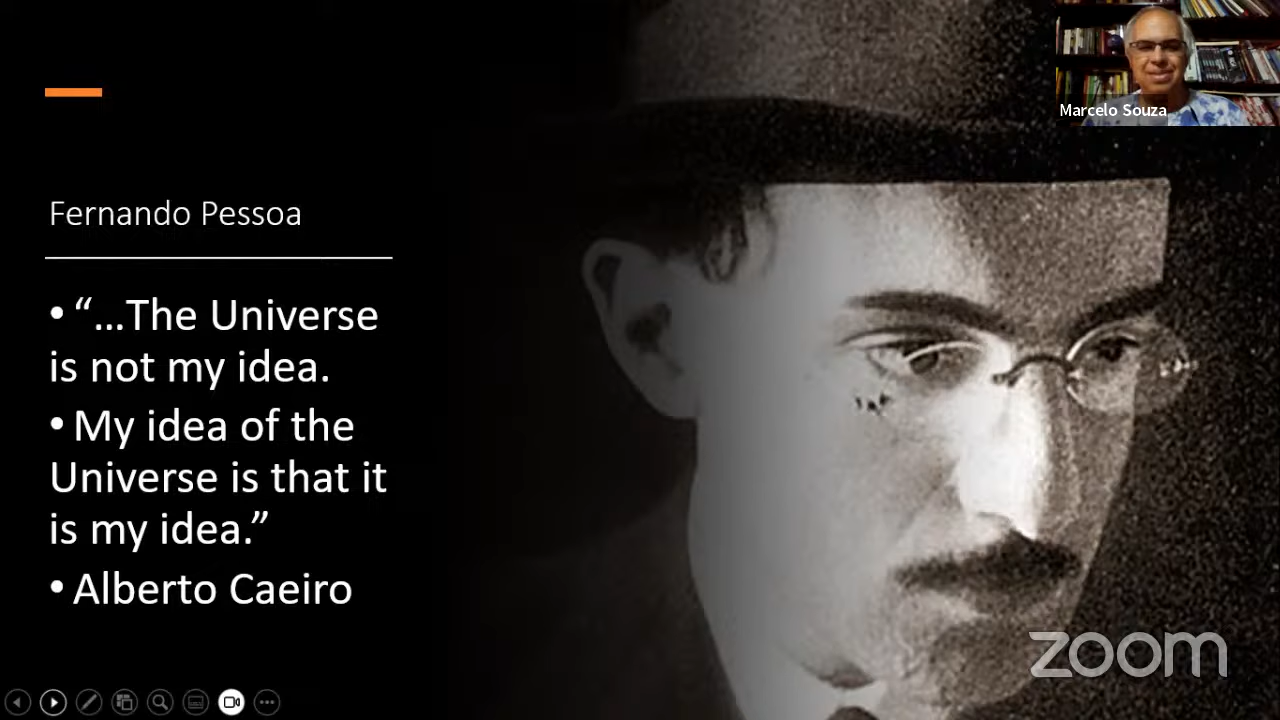 Marcelo Souza
Fernando Pessoa
• “...The Universe
is not my idea.
• My idea of the
Universe is that it
is my idea.”
• Alberto Caeiro
zoom